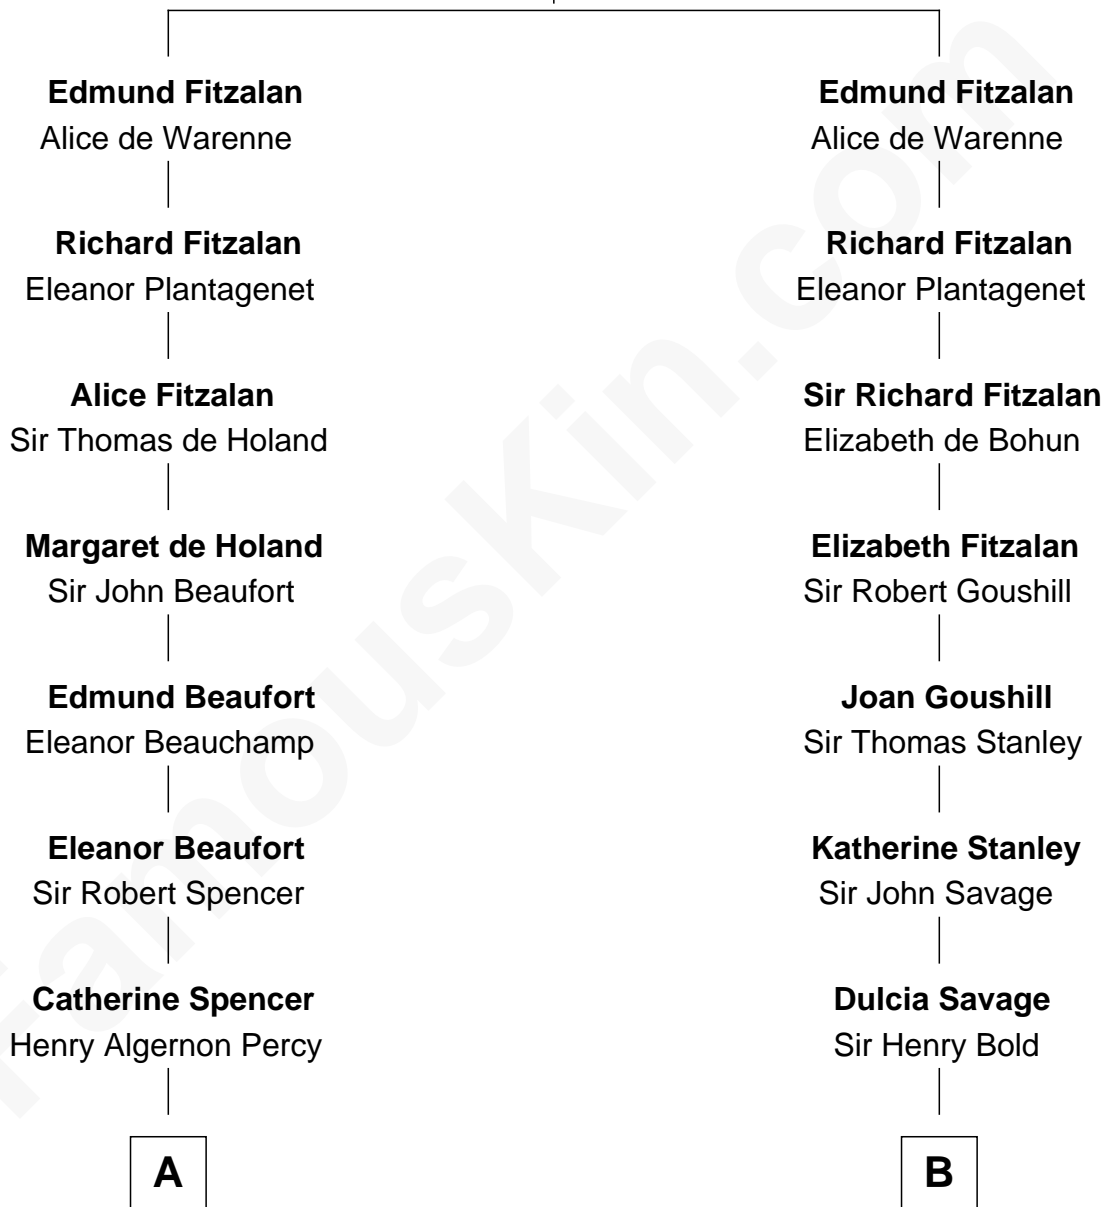 Edmund Fitzalan
Alice de Warenne
Richard Fitzalan
Eleanor Plantagenet
Alice Fitzalan
Sir Thomas de Holand
Margaret de Holand
Sir John Beaufort
Edmund Beaufort
Eleanor Beauchamp
Eleanor Beaufort
Sir Robert Spencer
Catherine Spencer
Henry Algernon Percy
A
Edmund Fitzalan
Alice de Warenne
Richard Fitzalan
Eleanor Plantagenet
Sir Richard Fitzalan
Elizabeth de Bohun
Elizabeth Fitzalan
Sir Robert Goushill
Joan Goushill
Sir Thomas Stanley
Katherine Stanley
Sir John Savage
Dulcia Savage
Sir Henry Bold
B
FamousKin.com